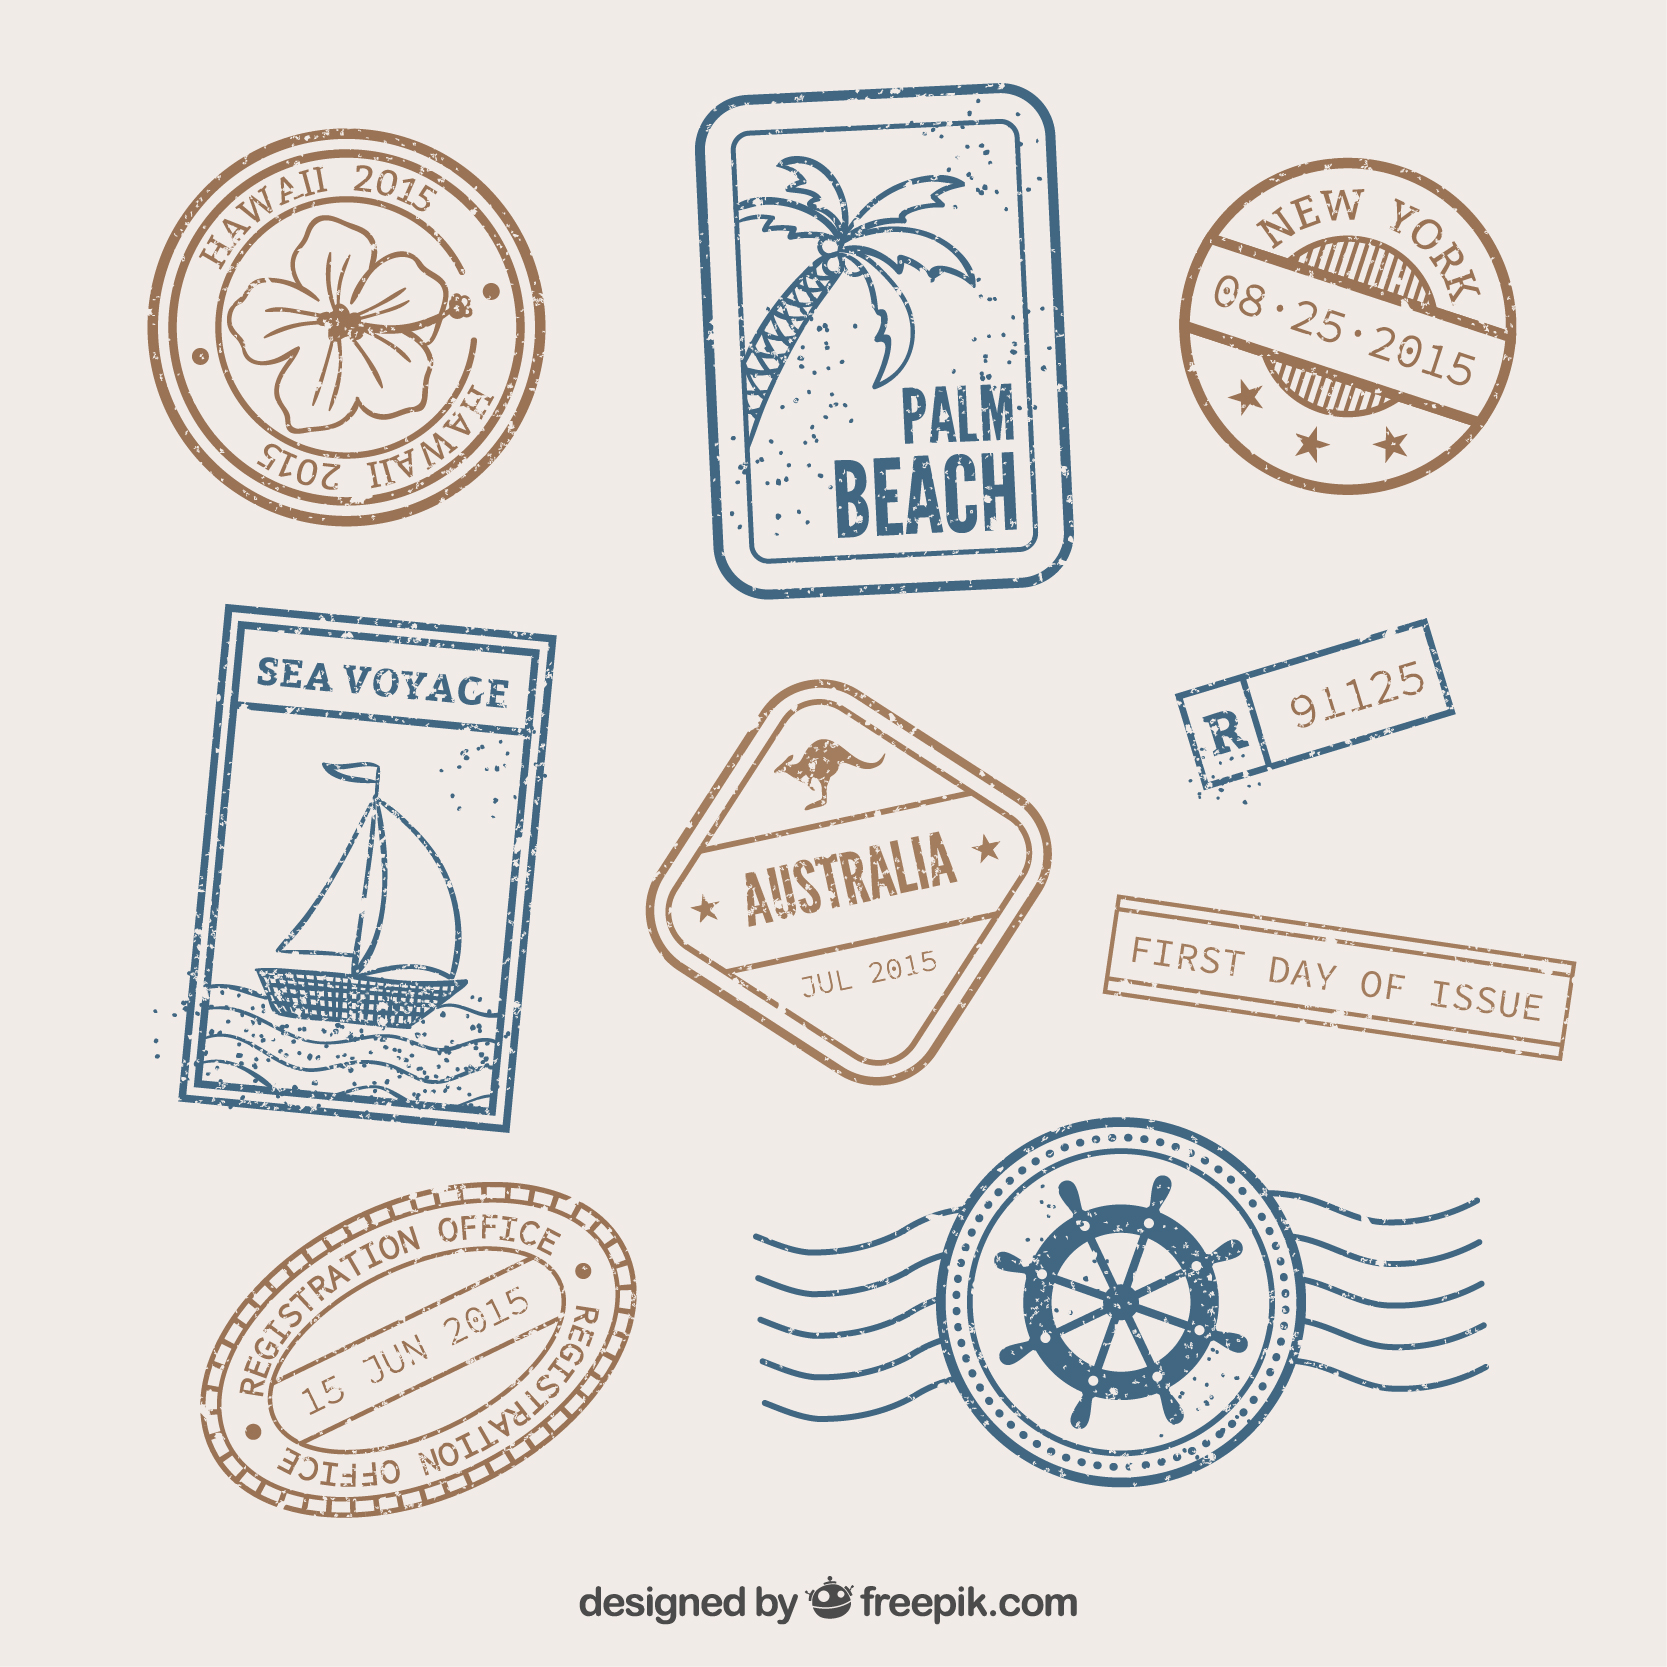 HAWAII 2015
HAWAII 2015
PALM
BEACH
NEW YORK
08·25·2015
SEA VOYAGE
AUSTRALIA
JUL 2015
R 91125
FIRST DAY OF ISSUE
REGISTRATION OFFICE
15 JUN 2015
REGISTRATION OFFICE
designed by freepik.com